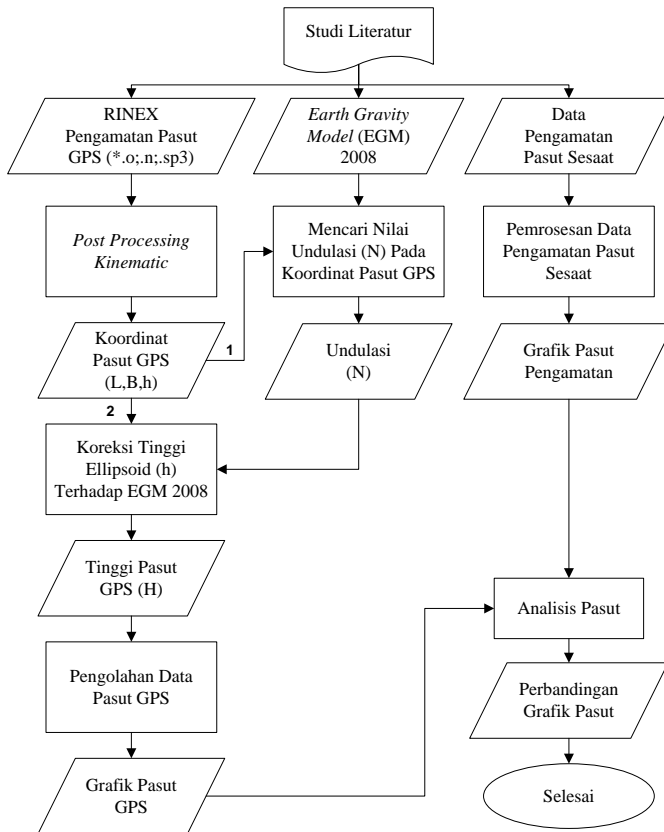 Studi Literatur
RINEX
Pengamatan Pasut
GPS (*.o;.n;.sp3)
Earth Gravity
Model (EGM)
2008
Data
Pengamatan
Pasut Sesaat
Post Processing
Kinematic
Mencari Nilai
Undulasi (N) Pada
Koordinat Pasut GPS
Pemrosesan Data
Pengamatan Pasut
Sesaat
Koordinat
Pasut GPS
(L,B,h)
1
2
Undulasi
(N)
Grafik Pasut
Pengamatan
Koreksi Tinggi
Ellipsoid (h)
Terhadap EGM 2008
Tinggi Pasut
GPS (H)
Analisis Pasut
Pengolahan Data
Pasut GPS
Perbandingan
Grafik Pasut
Grafik Pasut
GPS
Selesai